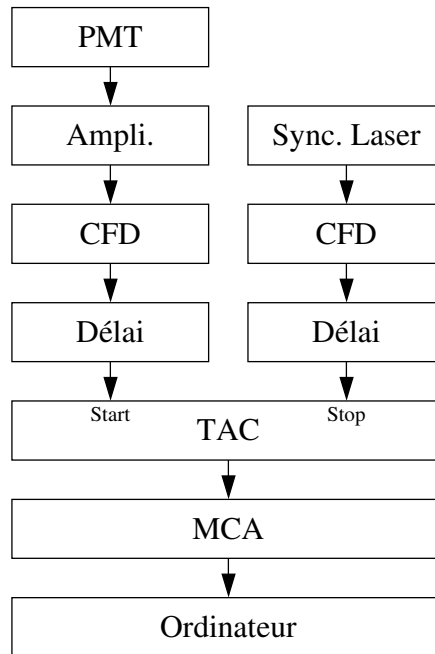 PMT
Ampli.
Sync. Laser
CFD
CFD
Délai
Délai
Start
Stop
TAC
MCA
Ordinateur